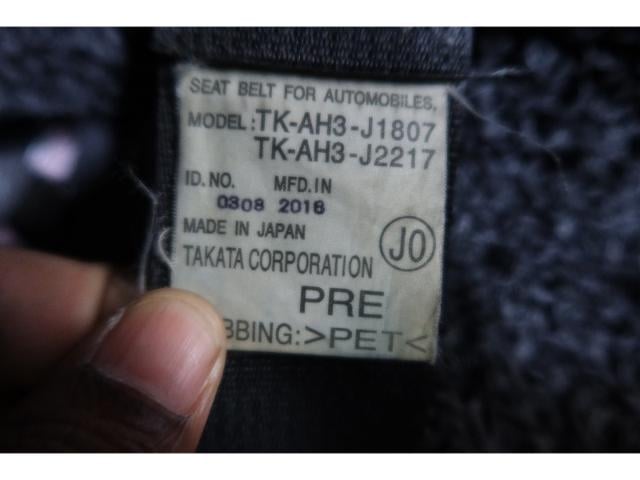 SEAT BELT FOR AUTOMOBILES.
MODEL:TK-AH3-J1807
TK-AH3-J2217
ID.NO. MFD.IN
0308 2016
MADE IN JAPAN
TAKATA CORPORATION JO
PRE
BBING:>PET<